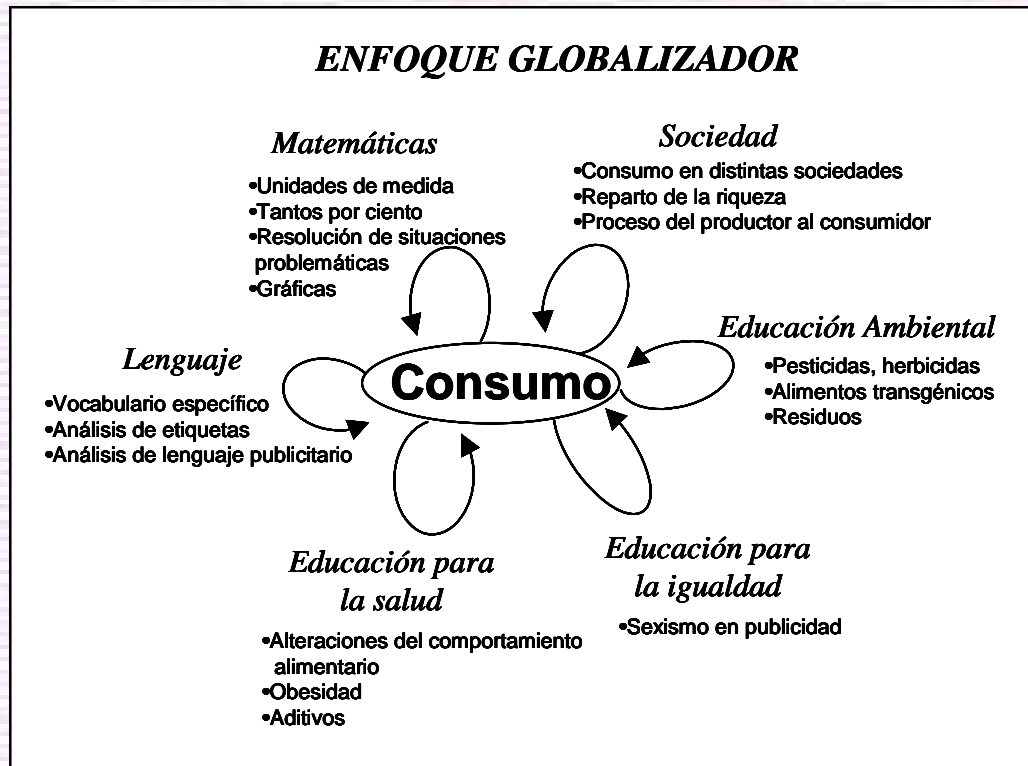 ENFOQUE GLOBALIZADOR
Matemáticas
•Unidades de medida
•Tantos por ciento
•Resolución de situaciones
problemáticas
•Gráficas
Sociedad
•Consumo en distintas sociedades
•Reparto de la riqueza
•Proceso del productor al consumidor
Lenguaje
•Vocabulario específico
•Análisis de etiquetas
•Análisis de lenguaje publicitario
Consumo
Educación Ambiental
•Pesticidas, herbicidas
•Alimentos transgénicos
•Residuos
Educación para
la salud
•Alteraciones del comportamiento
alimentario
•Obesidad
•Aditivos
Educación para
la igualdad
•Sexismo en publicidad